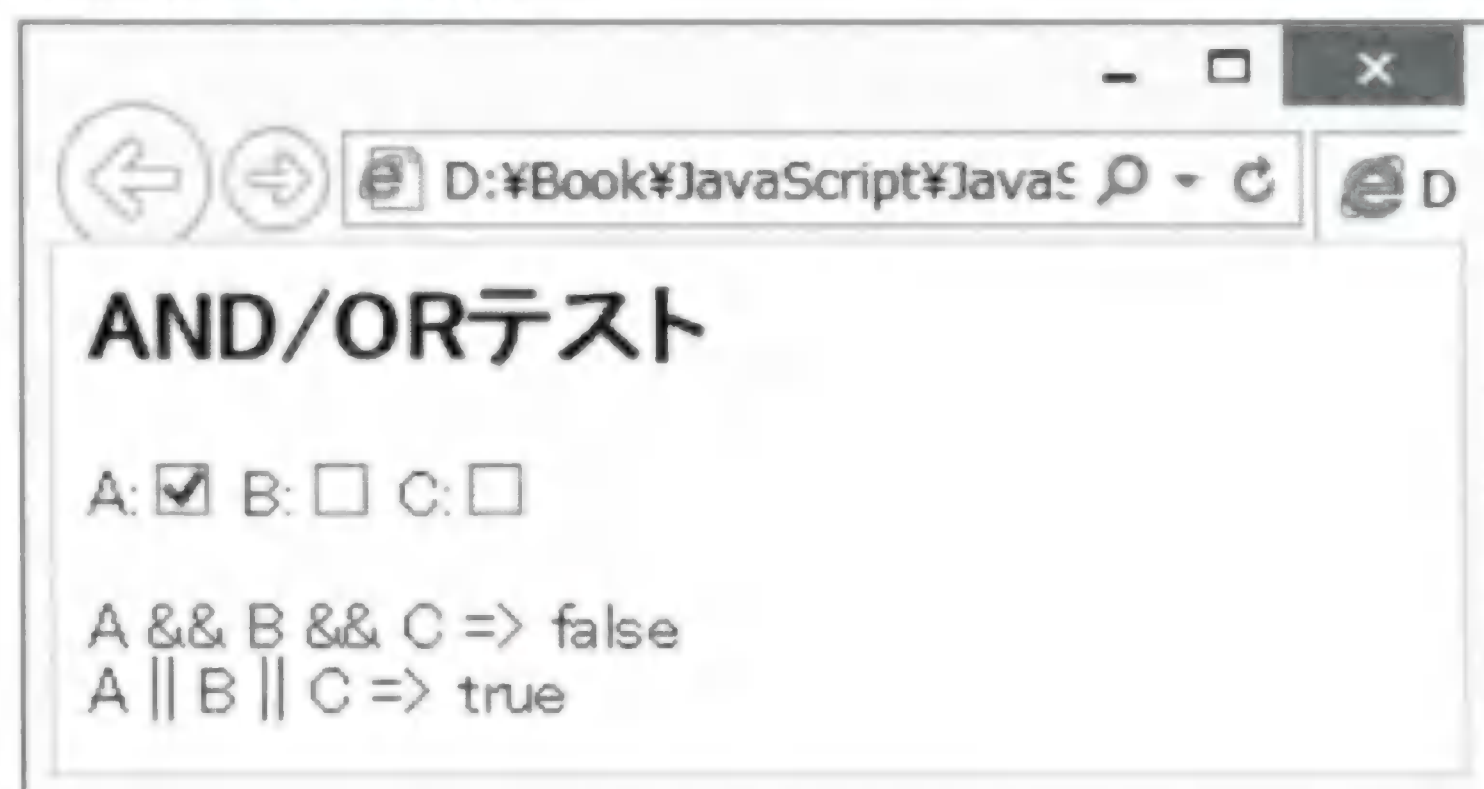 D:¥Book¥JavaScript¥JavaS
D
AND/ORテスト
A: B: C:
A && B && C => false
A || B || C => true